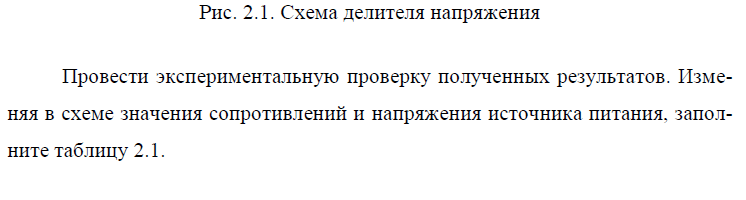 Рис. 2.1. Схема делителя напряжения
Провести экспериментальную проверку полученных результатов. Изме-
няя в схеме значения сопротивлений и напряжения источника питания, запол-
ните таблицу 2.1.